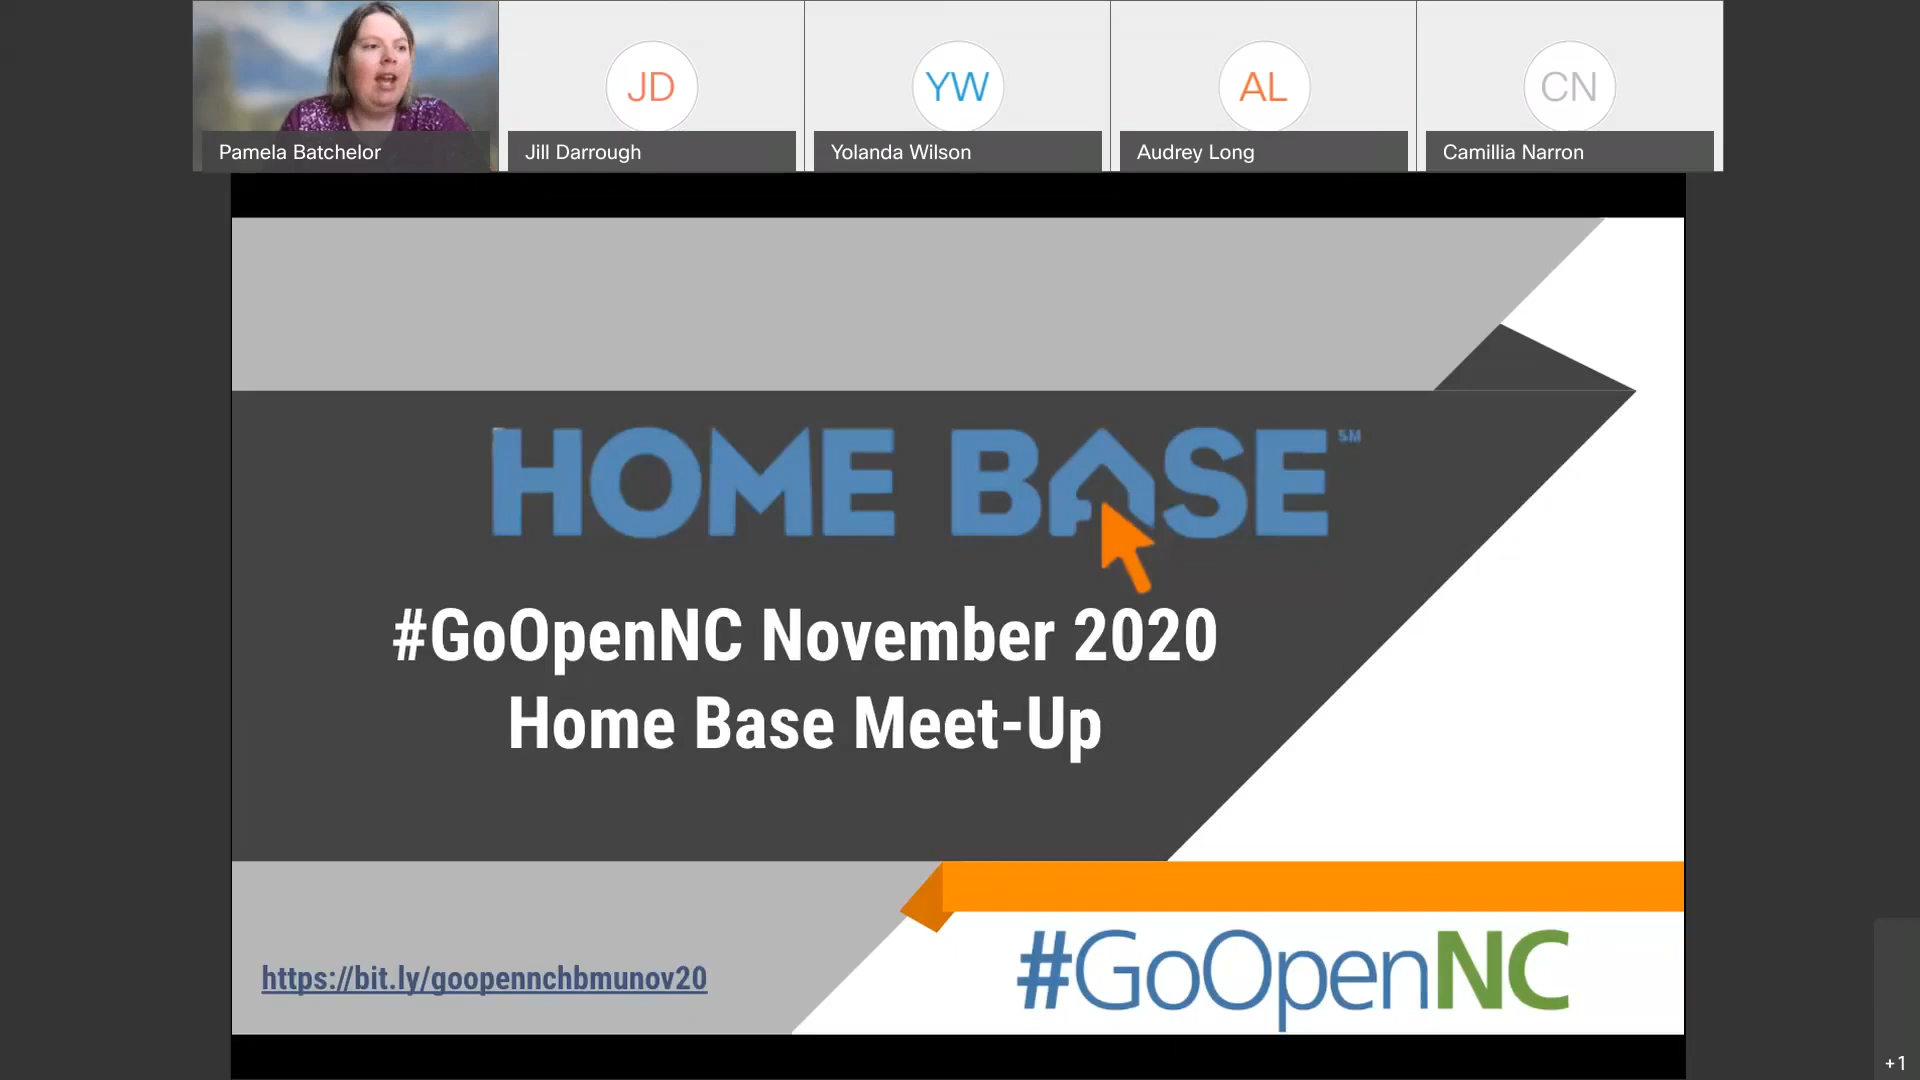 JD
YW
AL
CN
Pamela Batchelor
Jill Darrough
Yolanda Wilson
Audrey Long
Camillia Narron
HOME BASE SM
#GoOpenNC November 2020
Home Base Meet-Up
https://bit.ly/goopennchbmunov20
#GoOpenNC
+1